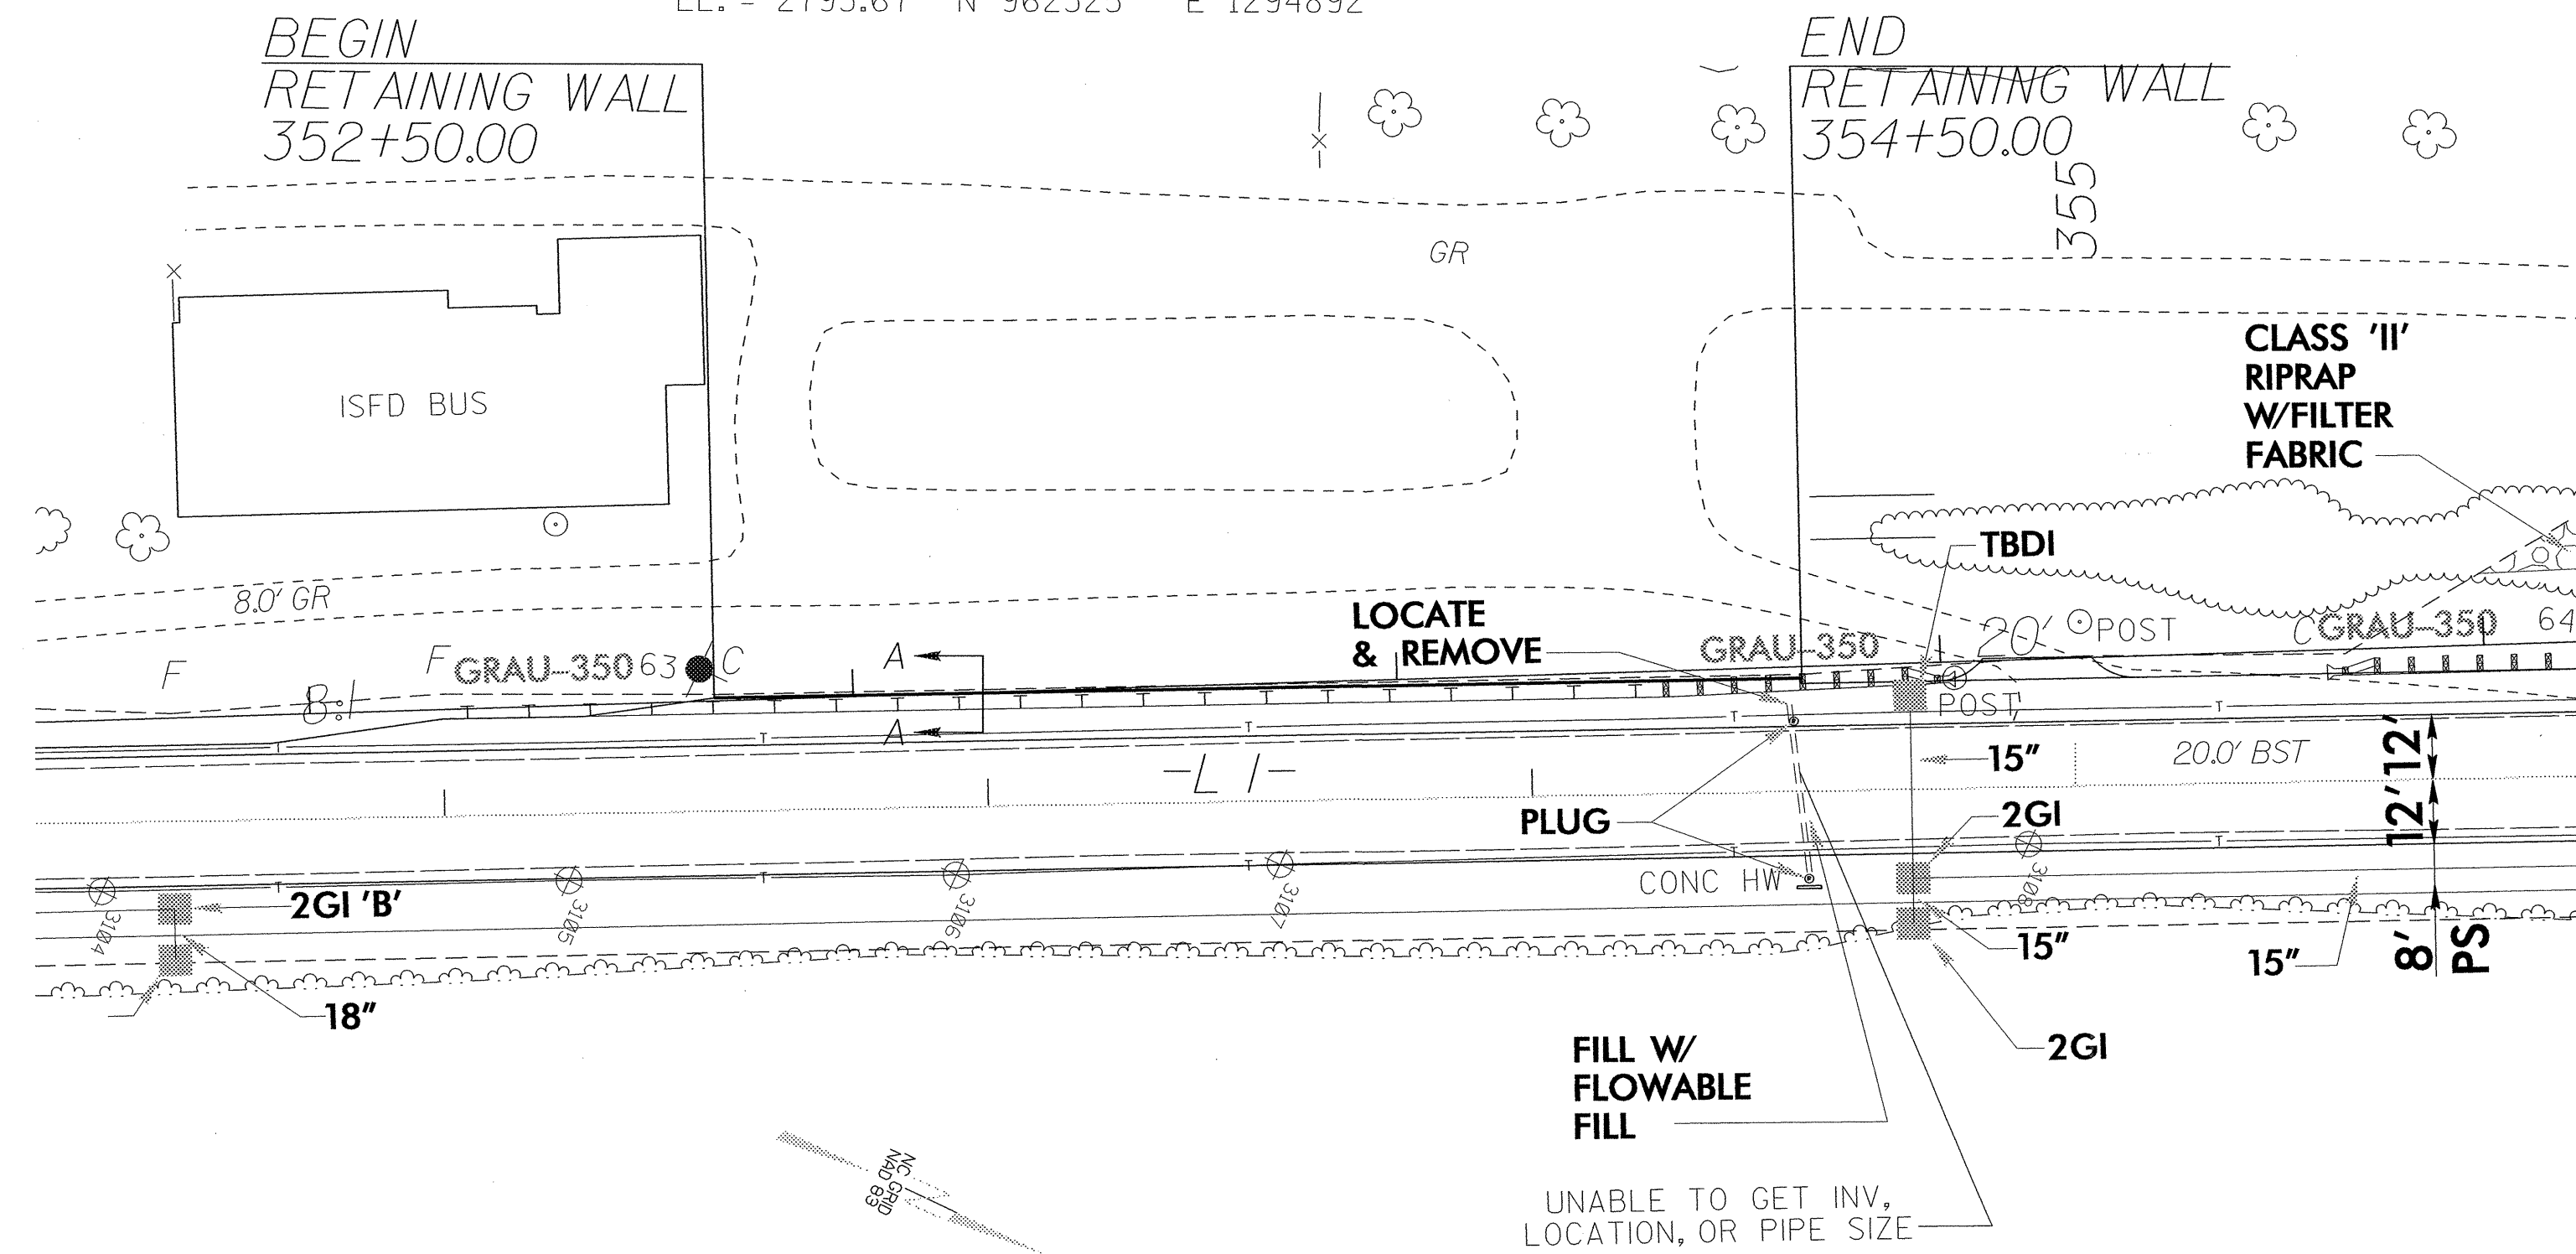 N 962525 E 1294892
BEGIN
RETAINING WALL
352+50.00
END
RETAINING WALL
354+50.00
355
GR
CLASS 'II'
RIPRAP
W/FILTER
FABRIC
ISFD BUS
TBDI
8.0' GR
LOCATE
& REMOVE
F
F
GRAU-350
63
C
A
GRAU-350
20'
POST
C
GRAU-350
64
8:1
A
POST
-L1-
15"
20.0' BST
12'
12'
PLUG
2GI
CONC HW
2GI 'B'
3104
3105
3106
3107
3108
15"
15"
8'
PS
18"
FILL W/
FLOWABLE
FILL
2GI
NC GRID
NAD 83
UNABLE TO GET INV,
LOCATION, OR PIPE SIZE